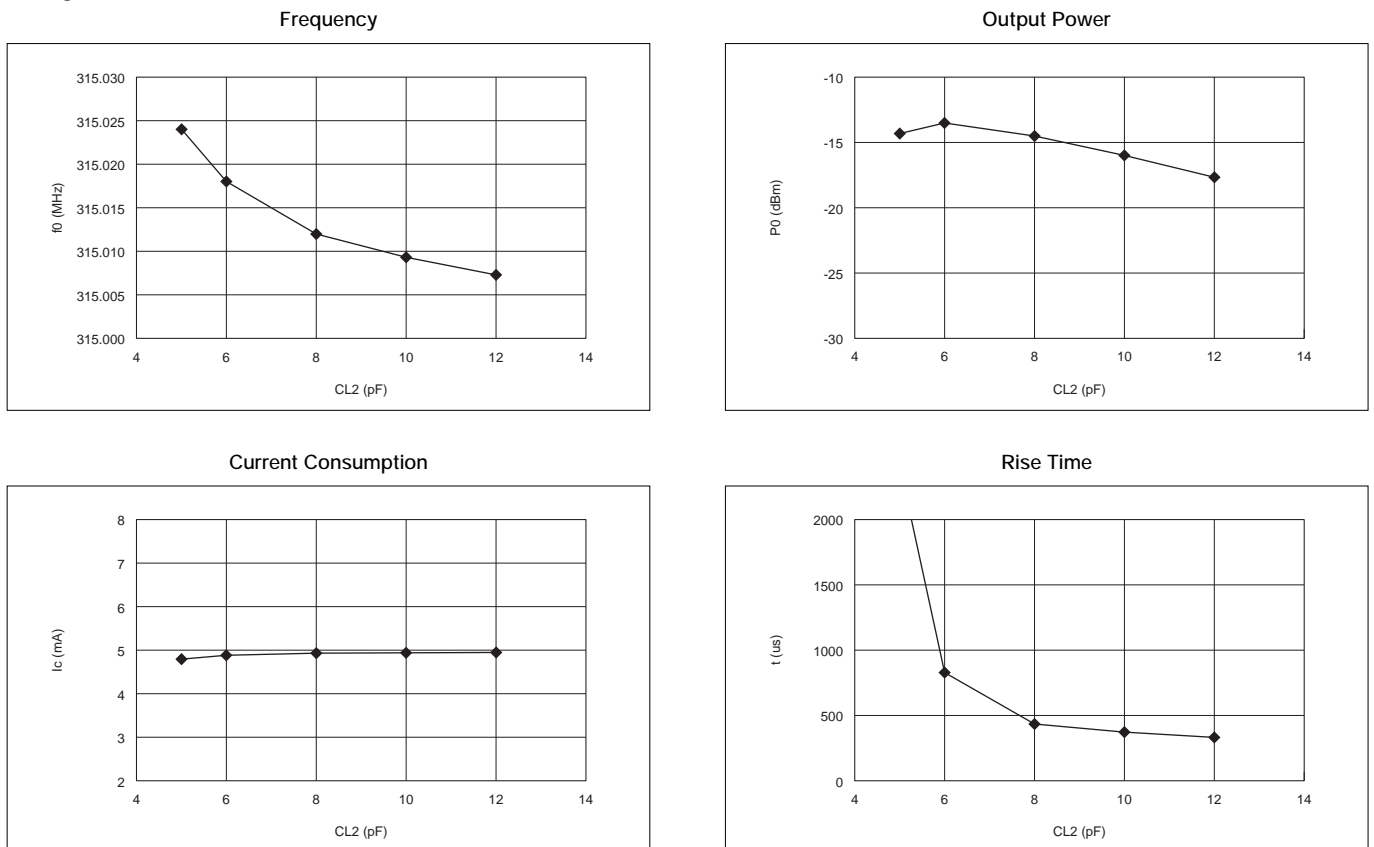 Frequency
315.030
315.025
315.020
315.015
315.010
315.005
315.000
f0 (MHz)
4 6 8 10 12 14
CL2 (pF)
Output Power
-10
-15
-20
-25
-30
P0 (dBm)
4 6 8 10 12 14
CL2 (pF)
Current Consumption
8
7
6
5
4
3
2
Ic (mA)
4 6 8 10 12 14
CL2 (pF)
Rise Time
2000
1500
1000
500
0
t (us)
4 6 8 10 12 14
CL2 (pF)